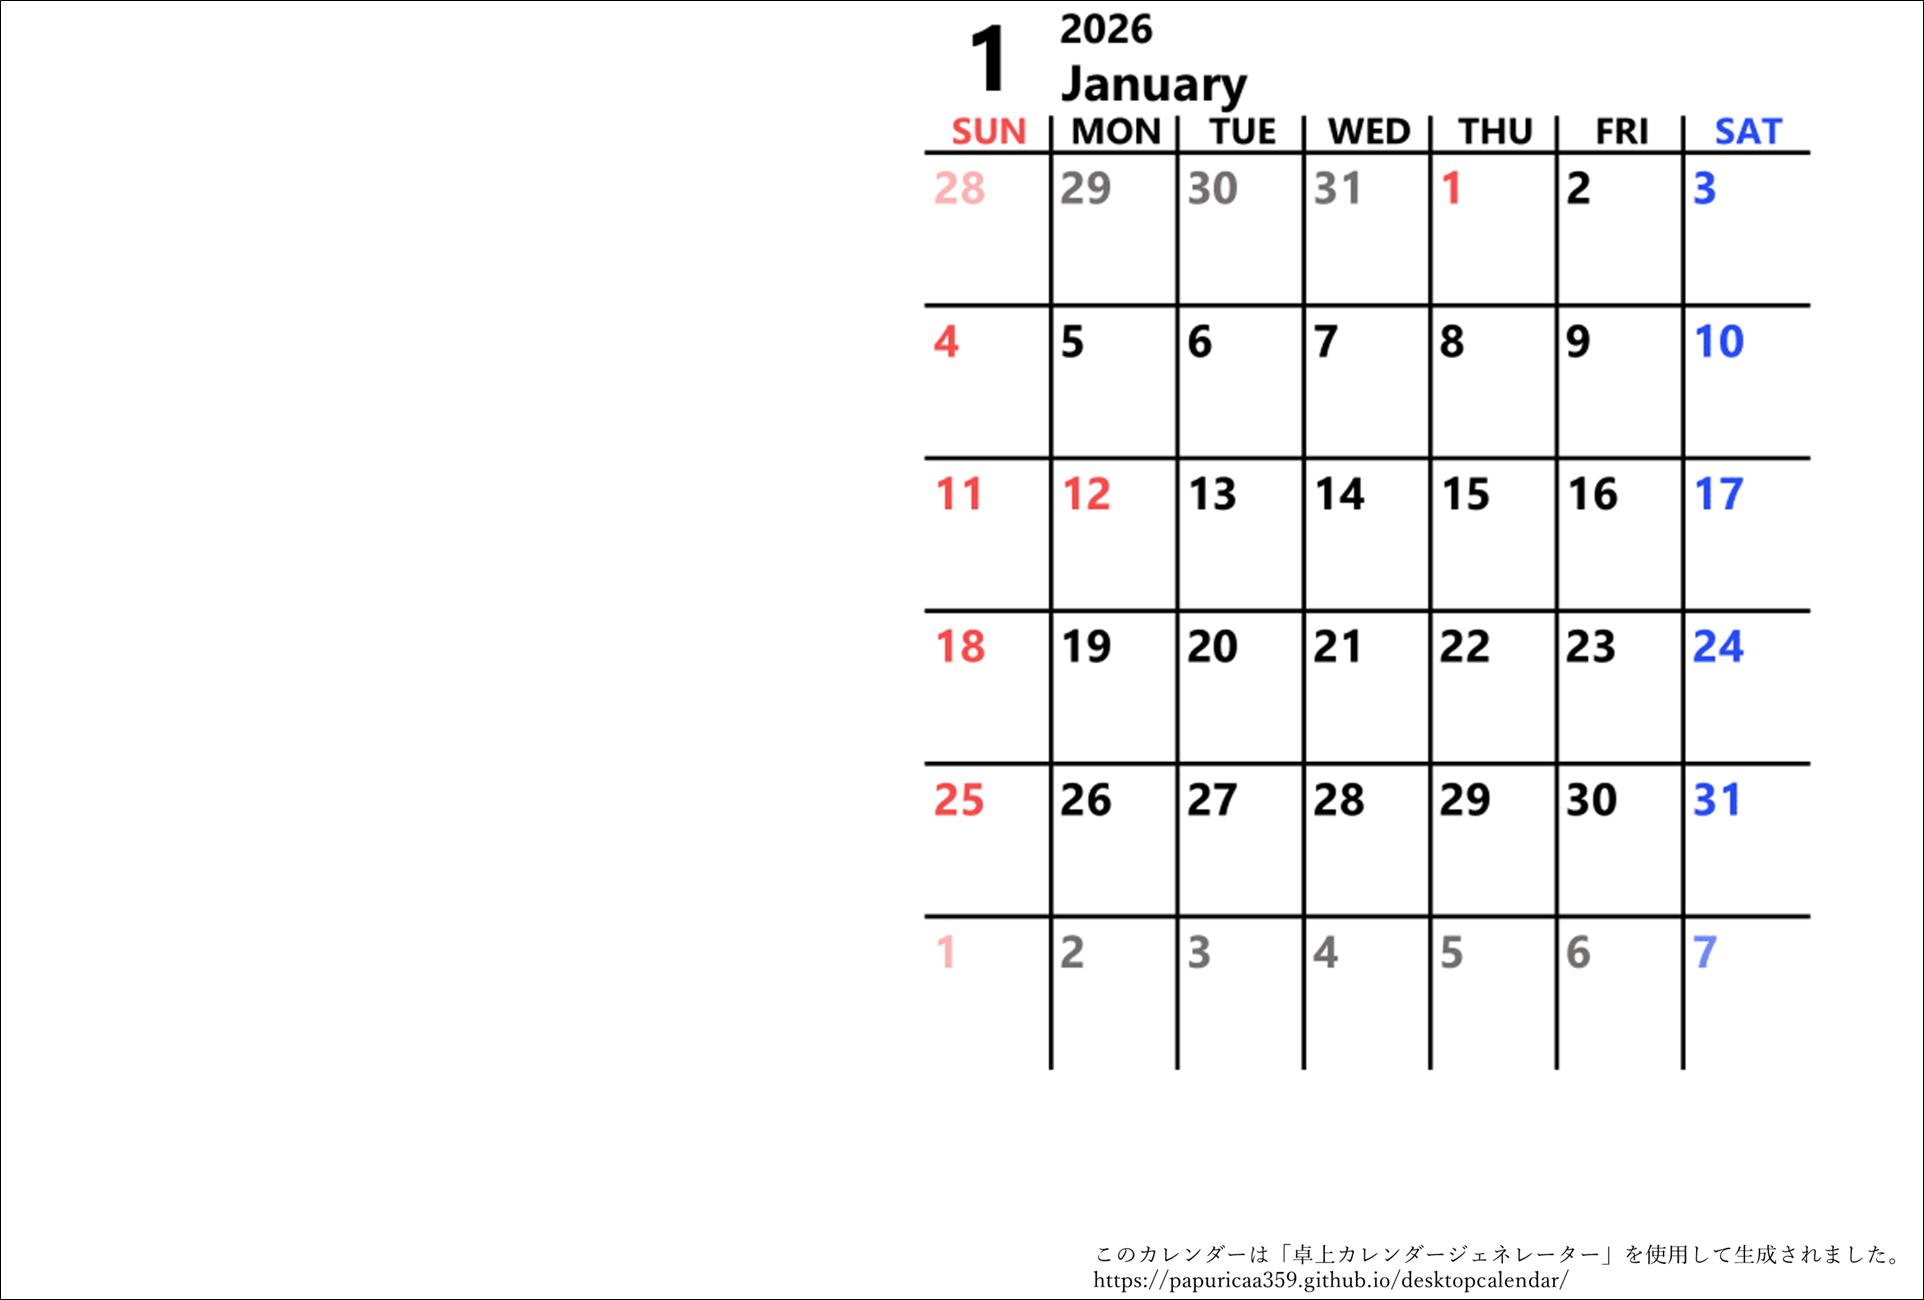 1
2026
January
SUN MON TUE WED THU FRI SAT
28 29 30 31 1 2 3
4 5 6 7 8 9 10
11 12 13 14 15 16 17
18 19 20 21 22 23 24
25 26 27 28 29 30 31
1 2 3 4 5 6 7
このカレンダーは「卓上カレンダージェネレーター」を使用して生成されました。
https://papuricaa359.github.io/desktopcalendar/